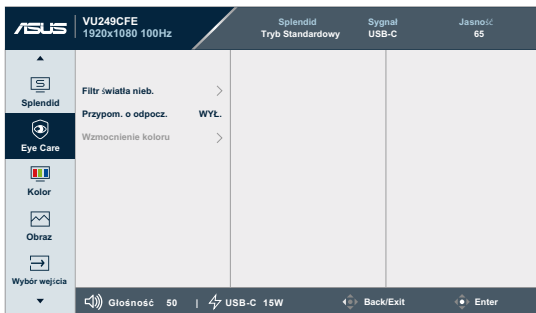 ASUS
VU249CFE
1920x1080 100Hz
Splendid
Tryb Standardowy
Sygnał
USB-C
Jasność
65
Splendid
Eye Care
Kolor
Obraz
Wybór wejścia
Filtr światła nieb.
Przypom. o odpocz. WYŁ.
Wzmocnienie koloru
Głośność 50 | USB-C 15W
Back/Exit
Enter